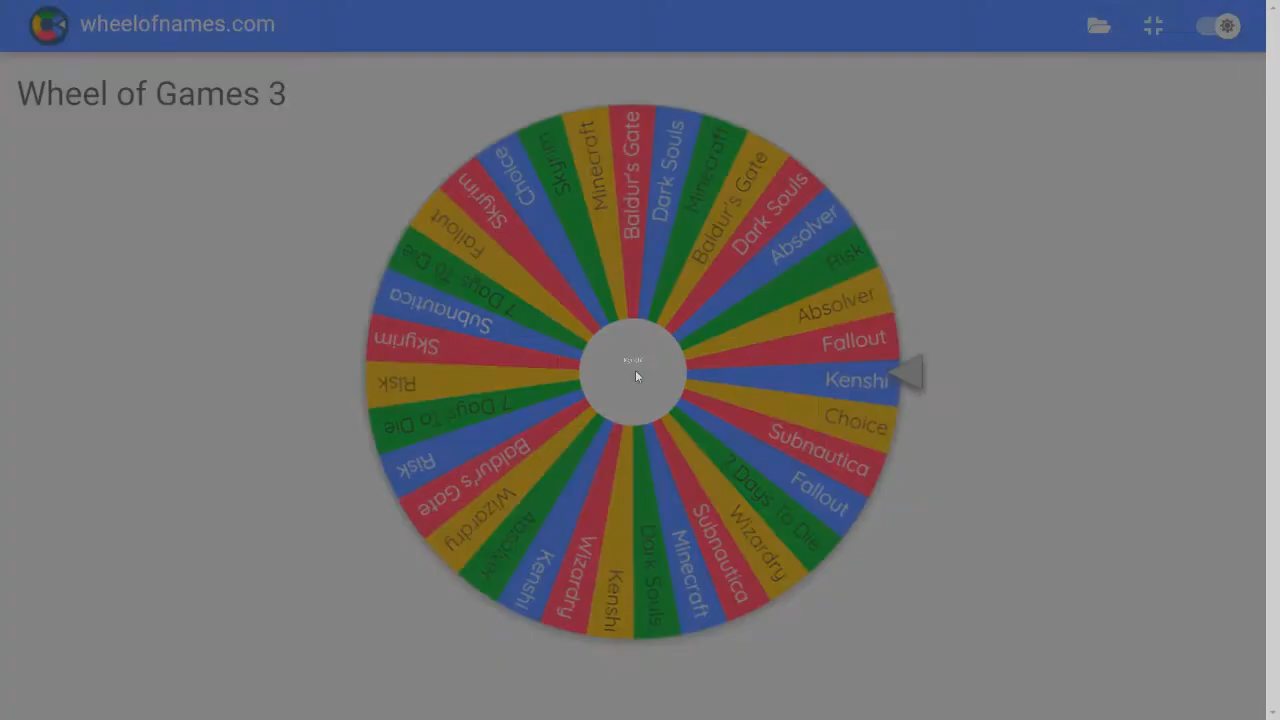 wheelofnames.com
Wheel of Games 3
Baldur's Gate
Dark Souls
Minecraft
Baldur's Gate
Dark Souls
Absolver
Risk
Absolver
Fallout
Kenshi
Choice
Subnautica
Fallout
7 Days To Die
Wizardry
Subnautica
Minecraft
Dark Souls
Kenshi
Wizardry
Kenshi
Absolver
Wizardry
Baldur's Gate
Risk
7 Days To Die
Risk
Skyrim
Subnautica
7 Days To Die
Fallout
Skyrim
Choice
Skyrim
Minecraft